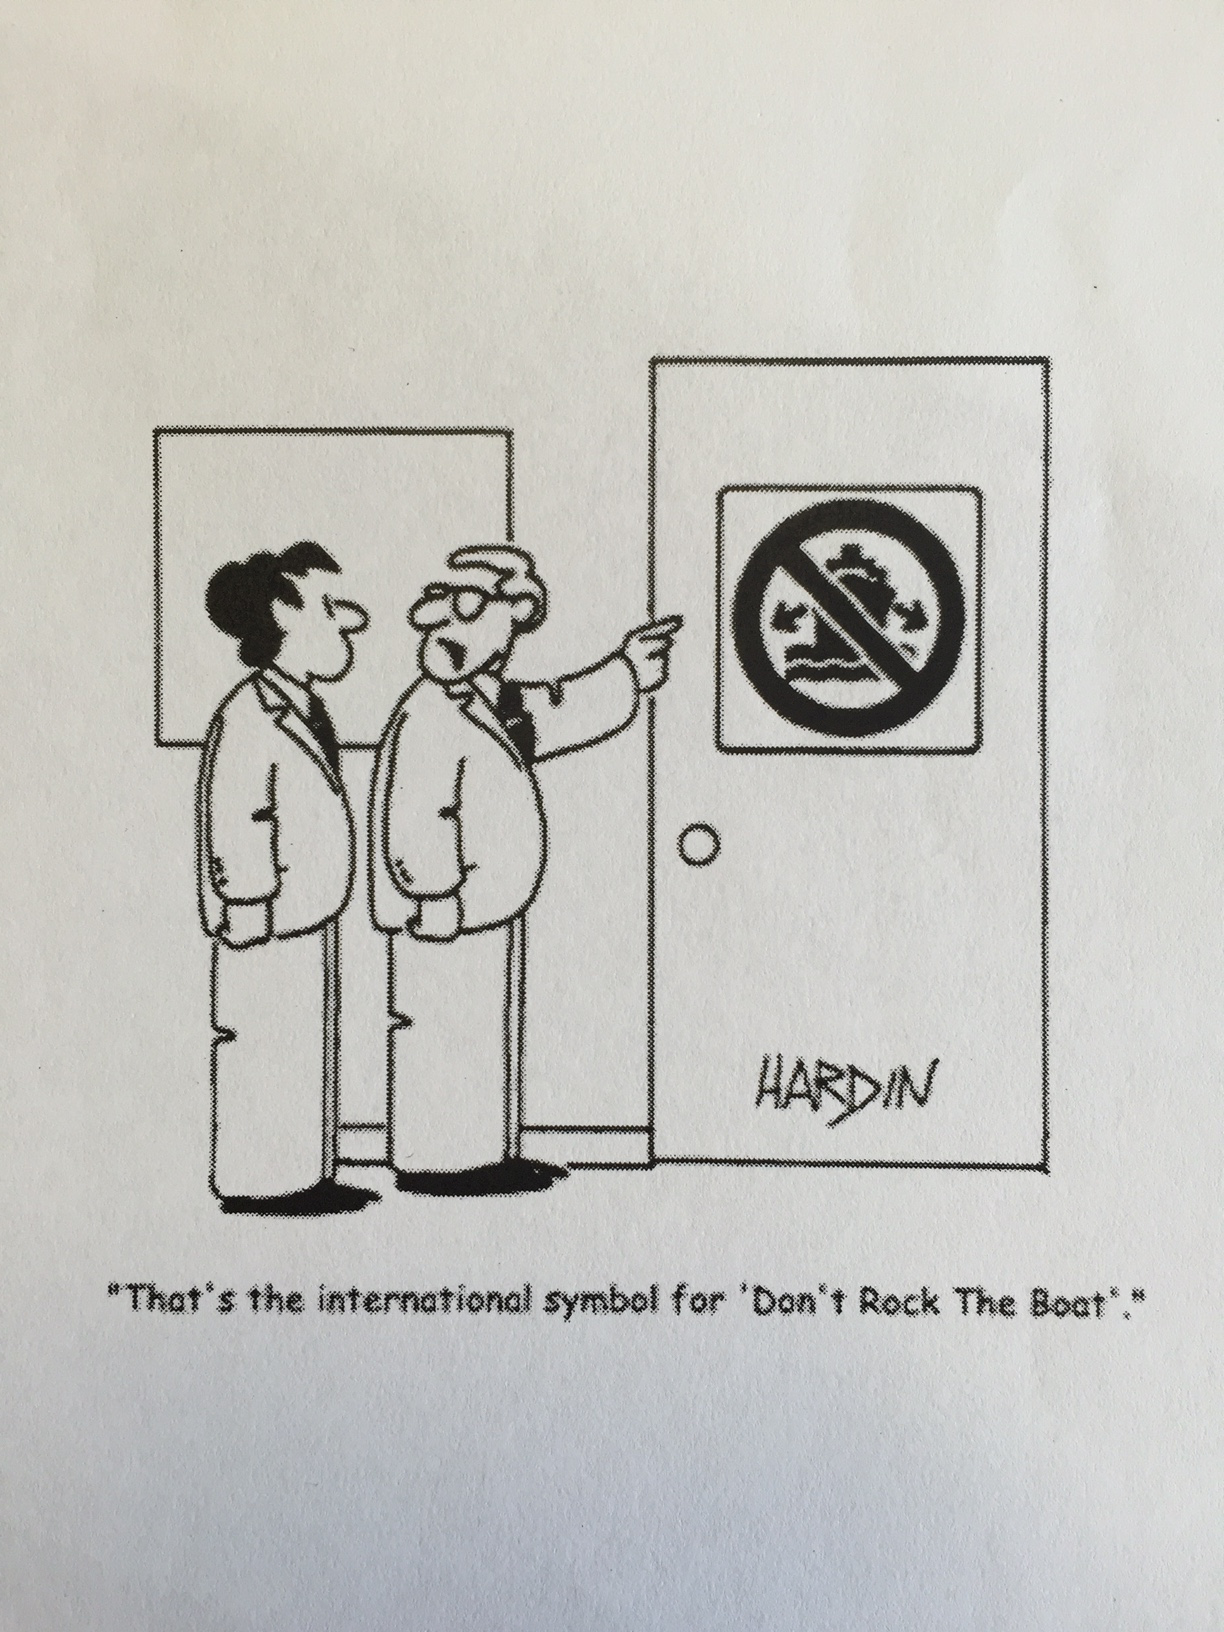 HARDIN
"That's the international symbol for 'Don't Rock The Boat'."